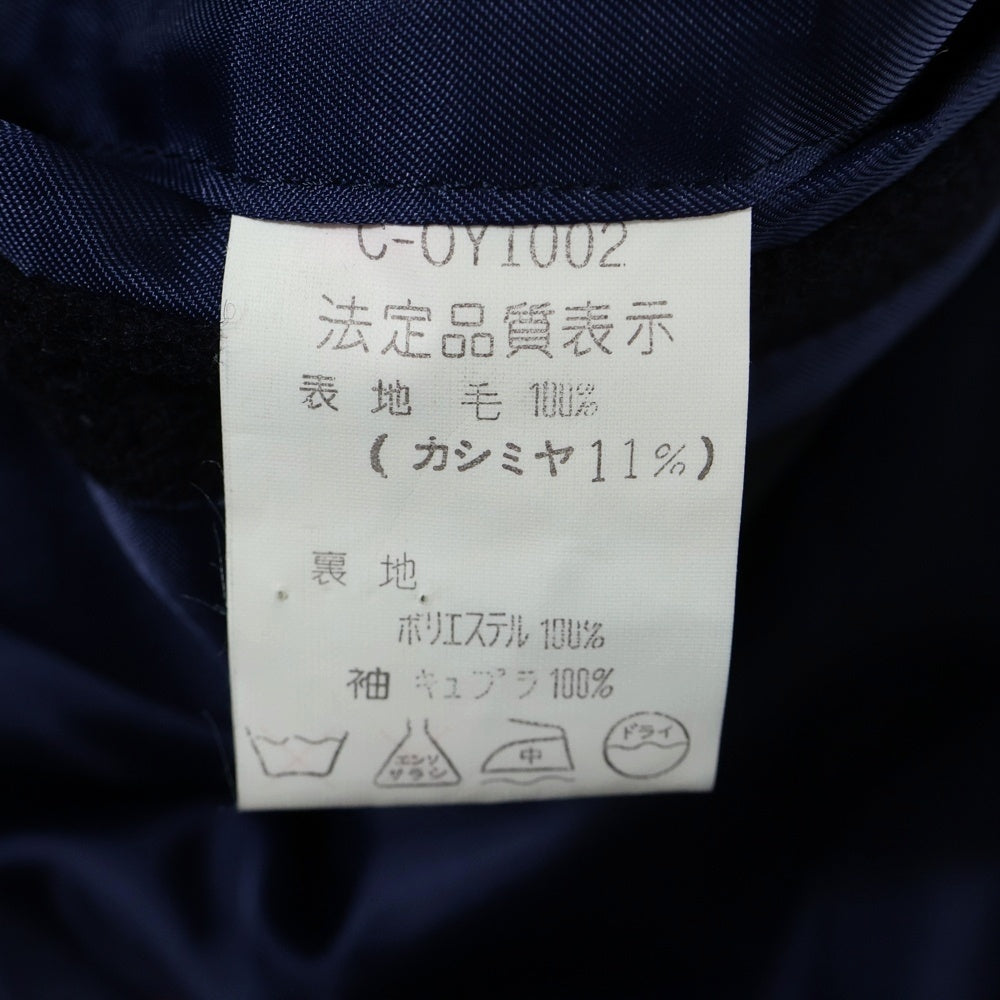 C-OY1002
法定品質表示
表地 毛 100%
(カシミヤ11%)
裏地
ポリエステル 100%
袖 キュプラ 100%
エンソ
サラシ
中
ドライ